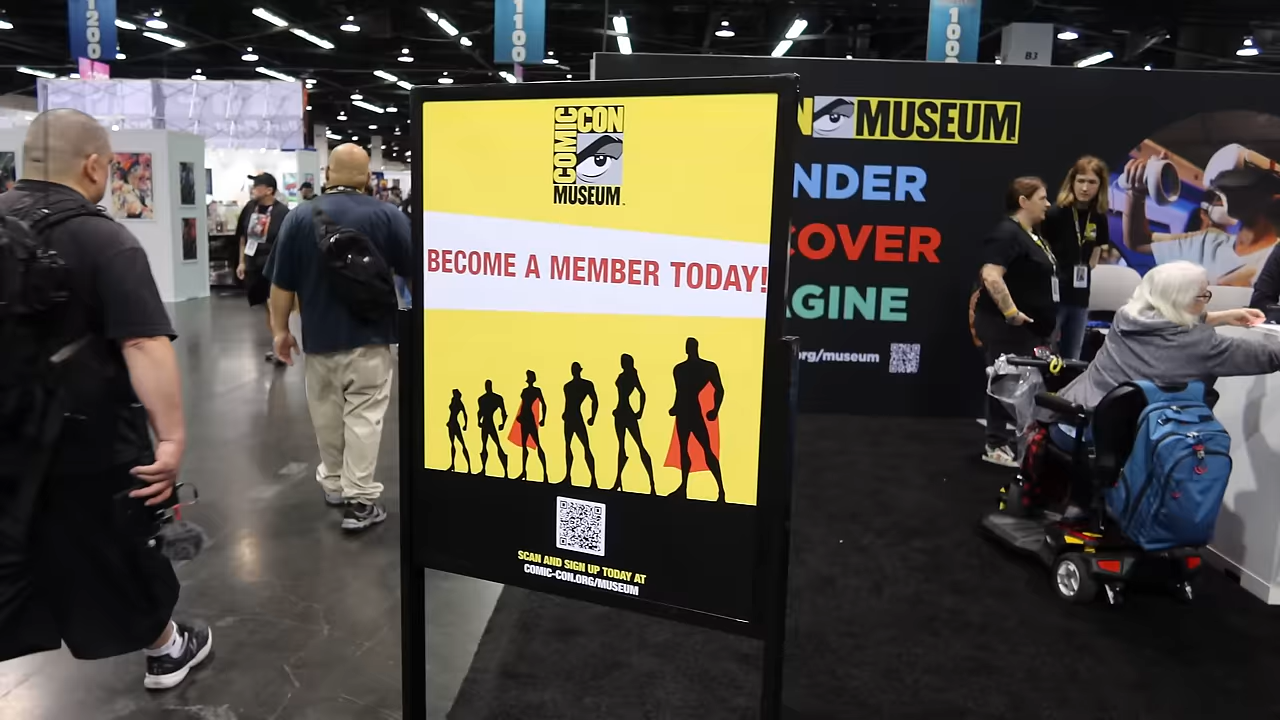 1200
1100
1000
B3
COMIC CON
MUSEUM
BECOME A MEMBER TODAY!
SCAN AND SIGN UP TODAY AT
COMIC-CON.ORG/MUSEUM
N MUSEUM
NDER
COVER
AGINE
org/museum